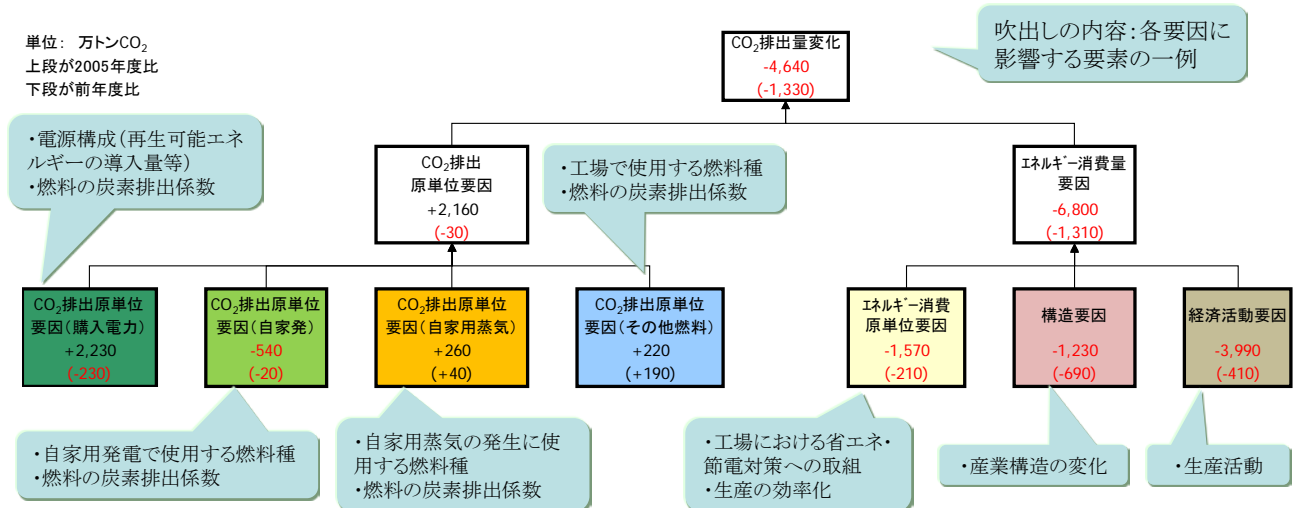 単位： 万トンCO₂
上段が2005年度比
下段が前年度比
CO₂排出量変化
-4,640
(-1,330)
吹出しの内容：各要因に
影響する要素の一例
・電源構成（再生可能エネ
ルギーの導入量等）
・燃料の炭素排出係数
CO₂排出
原単位要因
+2,160
(-30)
・工場で使用する燃料種
・燃料の炭素排出係数
ｴﾈﾙｷﾞｰ消費量
要因
-6,800
(-1,310)
CO₂排出原単位
要因（購入電力）
+2,230
(-230)
CO₂排出原単位
要因（自家発）
-540
(-20)
CO₂排出原単位
要因（自家用蒸気）
+260
(+40)
CO₂排出原単位
要因（その他燃料）
+220
(+190)
ｴﾈﾙｷﾞｰ消費
原単位要因
-1,570
(-210)
構造要因
-1,230
(-690)
経済活動要因
-3,990
(-410)
・自家用発電で使用する燃料種
・燃料の炭素排出係数
・自家用蒸気の発生に使
用する燃料種
・燃料の炭素排出係数
・工場における省エネ・
節電対策への取組
・生産の効率化
・産業構造の変化
・生産活動